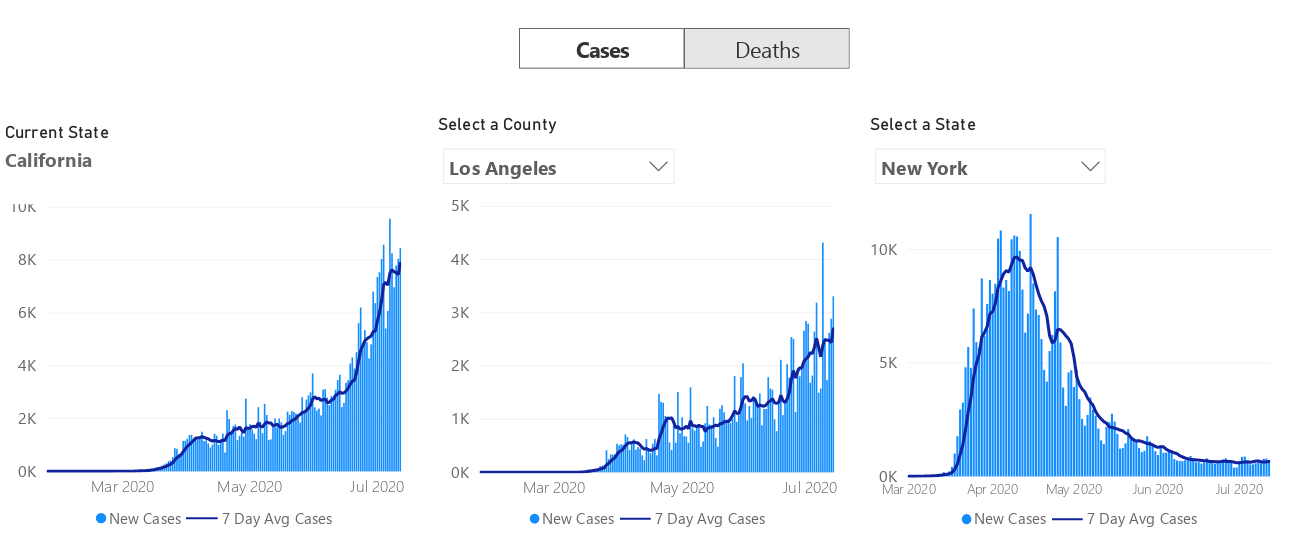 Cases Deaths
Current State
California
10K
8K
6K
4K
2K
0K
Mar 2020 May 2020 Jul 2020
New Cases 7 Day Avg Cases
Select a County
Los Angeles
5K
4K
3K
2K
1K
0K
Mar 2020 May 2020 Jul 2020
New Cases 7 Day Avg Cases
Select a State
New York
10K
5K
0K
Mar 2020 Apr 2020 May 2020 Jun 2020 Jul 2020
New Cases 7 Day Avg Cases